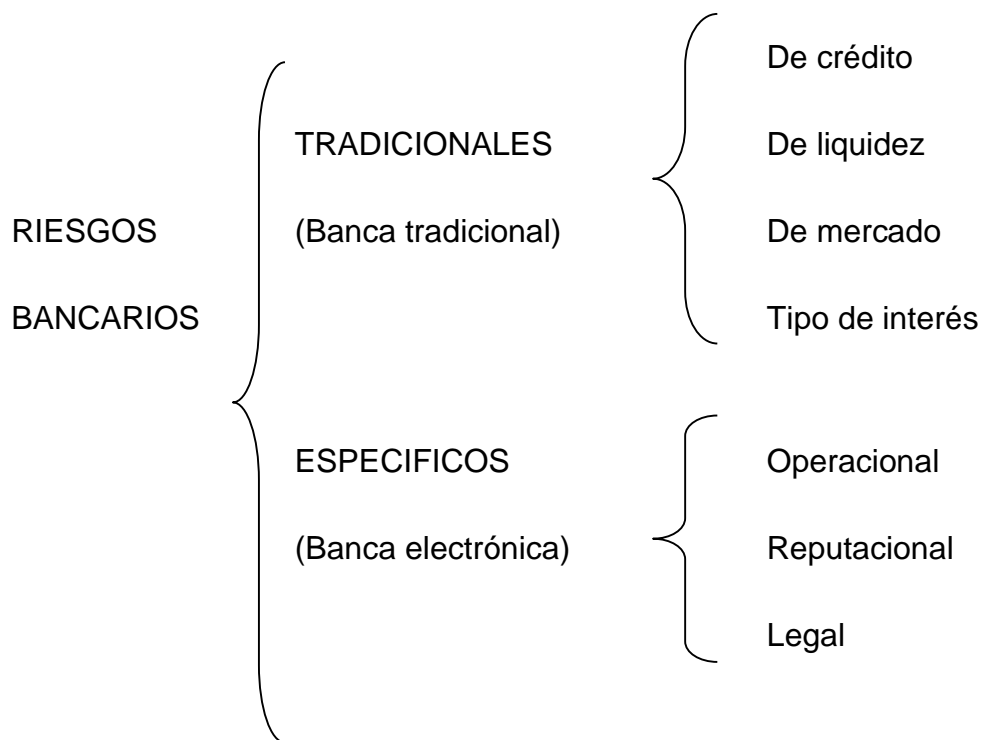 RIESGOS
BANCARIOS
TRADICIONALES
(Banca tradicional)
De crédito
De liquidez
De mercado
Tipo de interés
ESPECIFICOS
(Banca electrónica)
Operacional
Reputacional
Legal